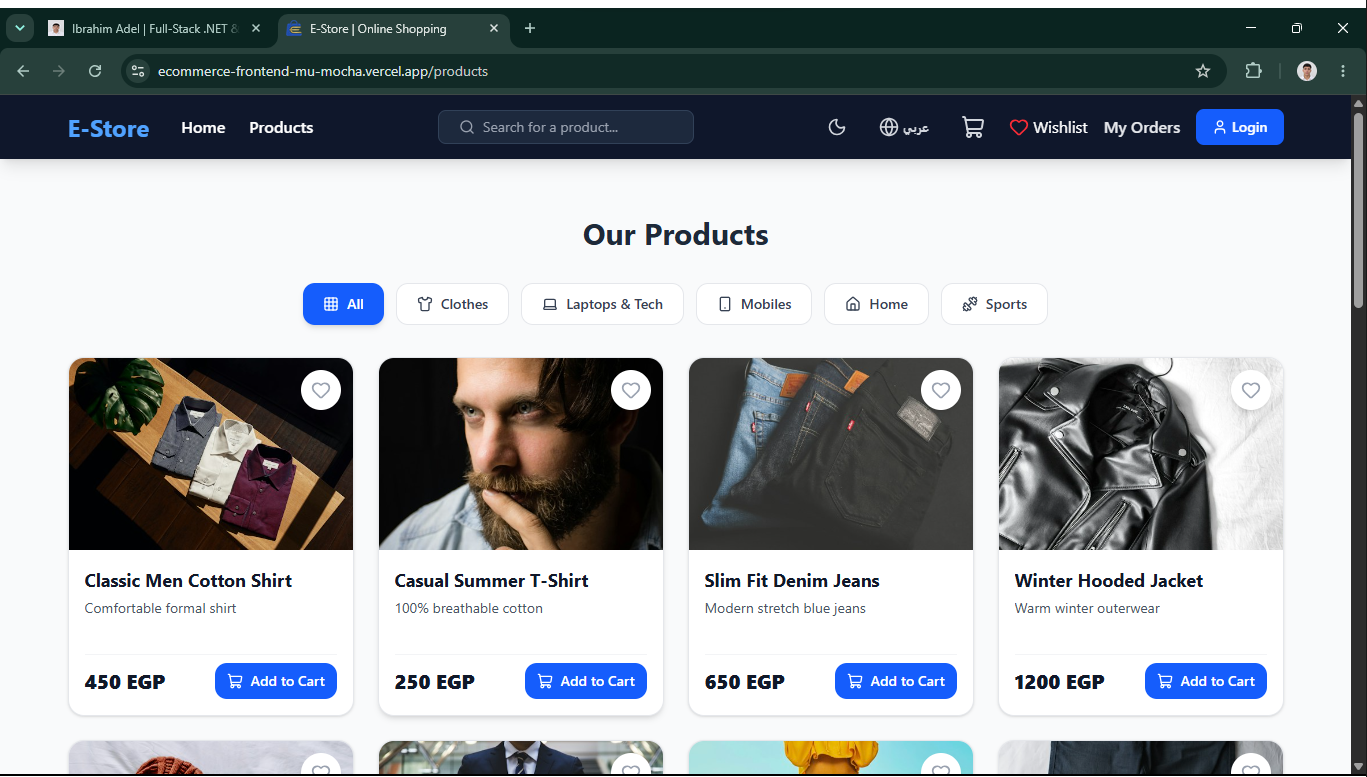 Ibrahim Adel | Full-Stack .NET &
E-Store | Online Shopping
ecommerce-frontend-mu-mocha.vercel.app/products
E-Store
Home
Products
Search for a product...
عربي
Wishlist
My Orders
Login
Our Products
All
Clothes
Laptops & Tech
Mobiles
Home
Sports
Classic Men Cotton Shirt
Comfortable formal shirt
450 EGP
Add to Cart
Casual Summer T-Shirt
100% breathable cotton
250 EGP
Add to Cart
Slim Fit Denim Jeans
Modern stretch blue jeans
650 EGP
Add to Cart
Winter Hooded Jacket
Warm winter outerwear
1200 EGP
Add to Cart